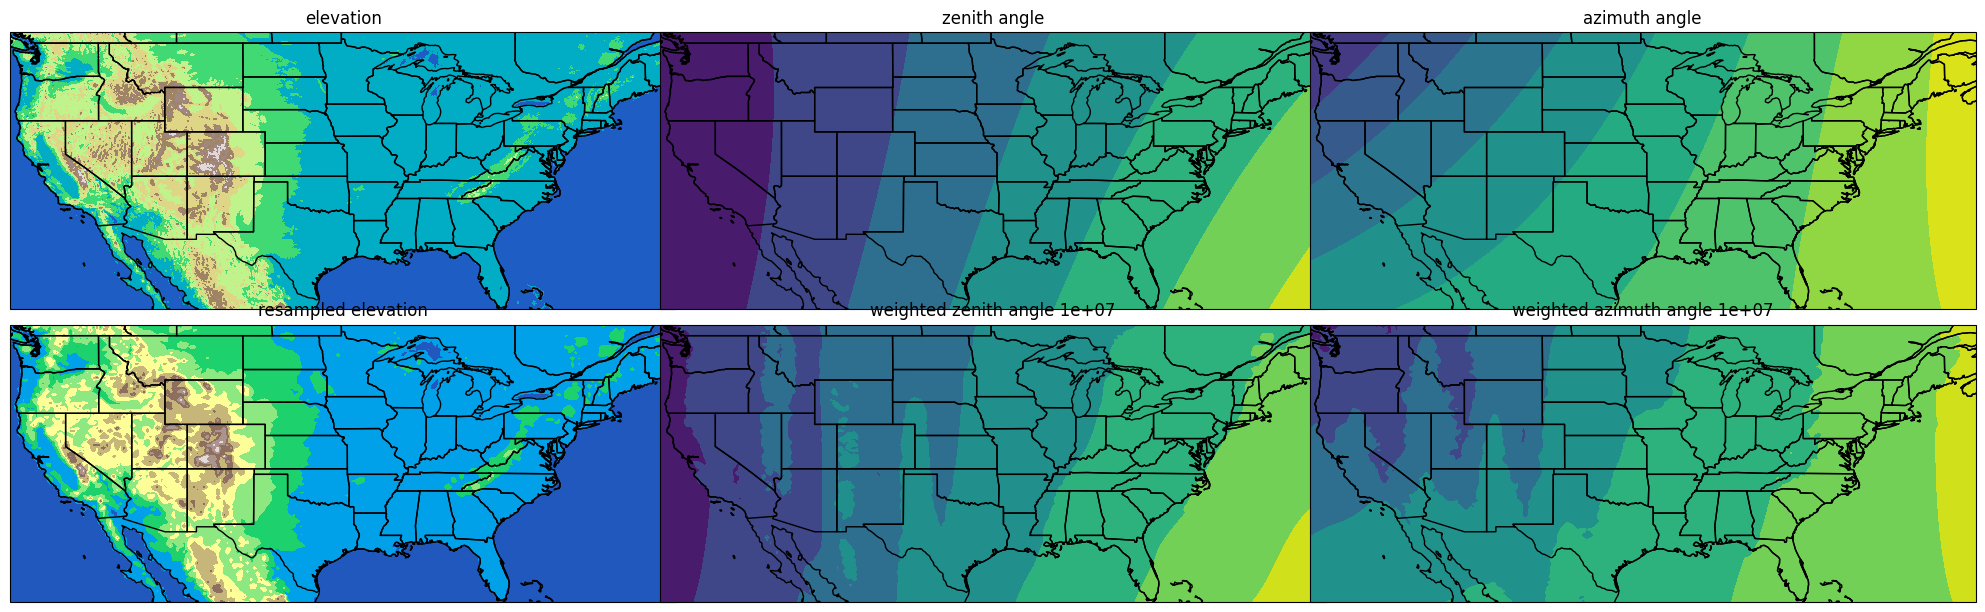 elevation
zenith angle
azimuth angle
resampled elevation
weighted zenith angle 1e+07
weighted azimuth angle 1e+07